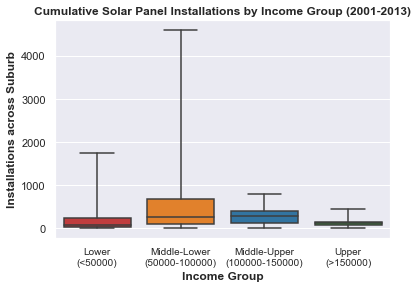 Cumulative Solar Panel Installations by Income Group (2001-2013)
Installations across Suburb
4000
3000
2000
1000
0
Lower
(<50000)
Middle-Lower
(50000-100000)
Middle-Upper
(100000-150000)
Upper
(>150000)
Income Group